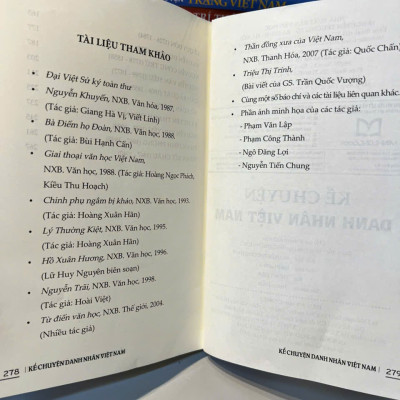 TÀI LIỆU THAM KHẢO
• Đại Việt Sử ký toàn thư
• Nguyễn Khuyến, NXB. Văn hóa, 1987.
(Tác giả: Giang Hà Vị, Viết Linh)
• Bà Điểm họ Đoàn, NXB. Văn học, 1988.
(Tác giả: Bùi Hạnh Cẩn)
• Giai thoại văn học Việt Nam,
NXB. Văn học, 1988. (Tác giả: Hoàng Ngọc Phách,
Kiều Thu Hoạch)
• Chinh phụ ngâm bị khảo, NXB. Văn học, 1993.
(Tác giả: Hoàng Xuân Hãn)
• Lý Thường Kiệt, NXB. Văn học, 1995.
(Tác giả: Hoàng Xuân Hãn)
• Hồ Xuân Hương, NXB. Văn học, 1996.
(Lữ Huy Nguyên biên soạn)
• Nguyễn Trãi, NXB. Văn học, 1998.
(Tác giả: Hoài Việt)
• Từ điển văn học, NXB. Thế giới, 2004.
(Nhiều tác giả)
278 | KỂ CHUYỆN DANH NHÂN VIỆT NAM
• Thần đồng xưa của Việt Nam,
NXB. Thanh Hóa, 2007 (Tác giả: Quốc Chấn)
• Triệu Thị Trinh,
(Bài viết của GS. Trần Quốc Vượng)
• Cùng một số báo chí và các tài liệu liên quan khác.
• Phần ảnh minh họa của các tác giả:
- Phạm Văn Lập
- Phạm Công Thành
- Ngô Đăng Lợi
- Nguyễn Tiến Chung
KỂ CHUYỆN DANH NHÂN VIỆT NAM | 279